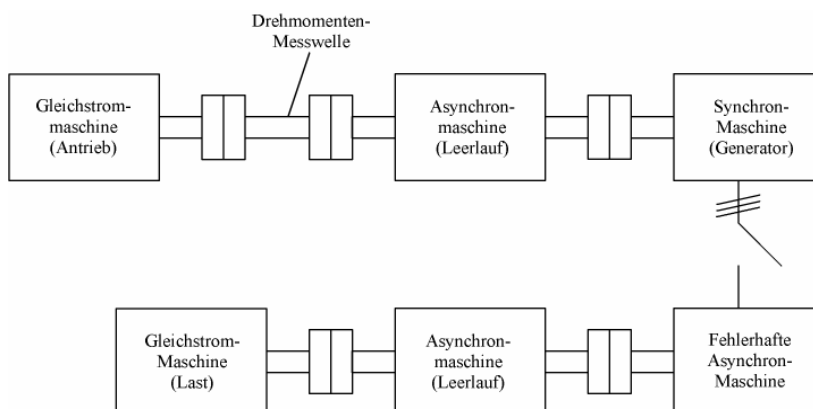 Drehmomenten-
Messwelle
Gleichstrom-
maschine
(Antrieb)
Asynchron-
maschine
(Leerlauf)
Synchron-
Maschine
(Generator)
Gleichstrom-
Maschine
(Last)
Asynchron-
maschine
(Leerlauf)
Fehlerhafte
Asynchron-
Maschine